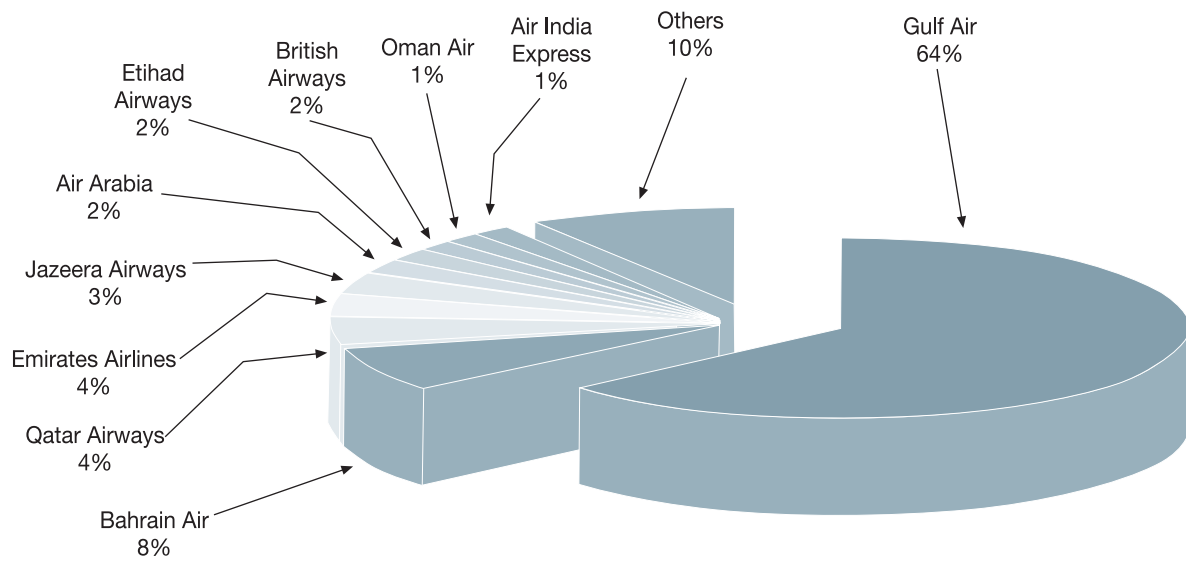 Others
10%
Gulf Air
64%
Air India
Express
1%
Oman Air
1%
British
Airways
2%
Etihad
Airways
2%
Air Arabia
2%
Jazeera Airways
3%
Emirates Airlines
4%
Qatar Airways
4%
Bahrain Air
8%